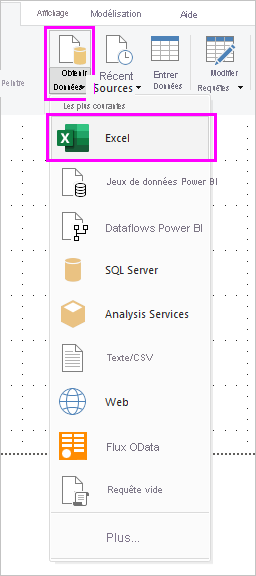 Affichage
Modélisation
Aide
Peintre
Obtenir
Données
Récent
Sources
Entrer
Données
Modifier
Requêtes
Les plus courantes
Excel
Jeux de données Power BI
Dataflows Power BI
SQL Server
Analysis Services
Texte/CSV
Web
Flux OData
Requête vide
Plus...